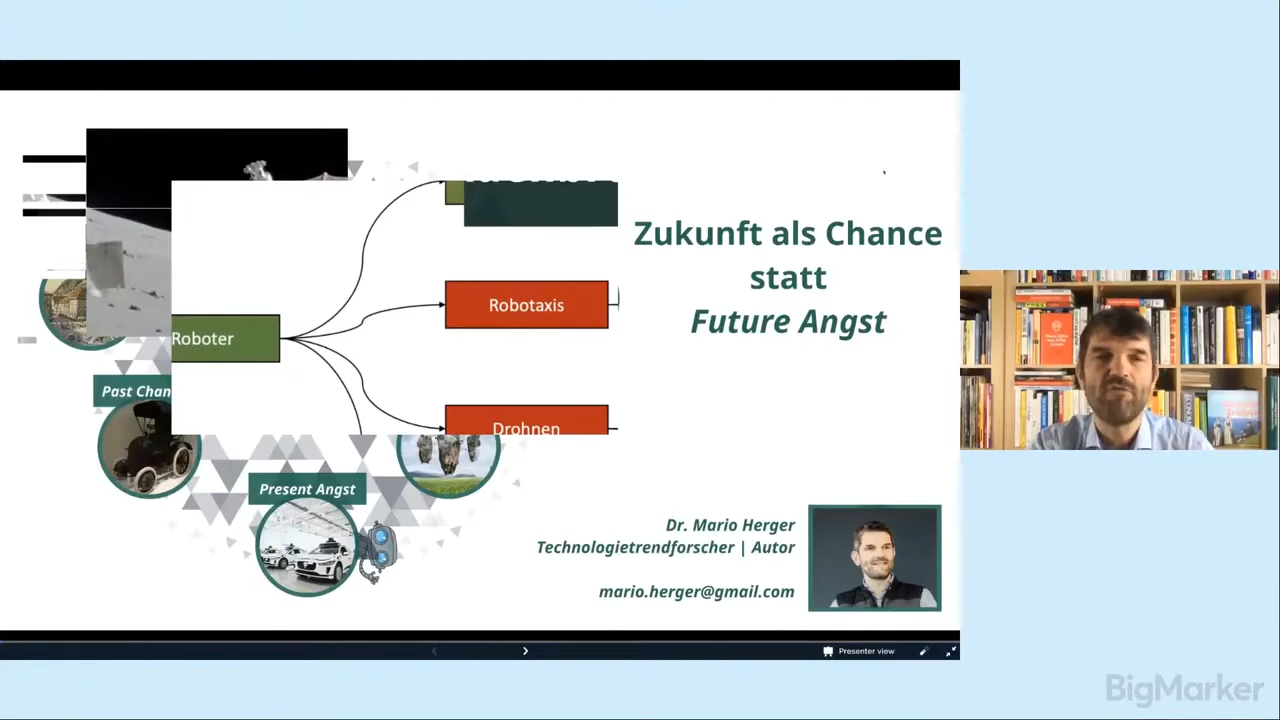 Zukunft als Chance
statt
Future Angst
Robotaxis
Roboter
Drohnen
Past Chan
Present Angst
Dr. Mario Herger
Technologietrendforscher | Autor
mario.herger@gmail.com
Presenter view
BigMarker